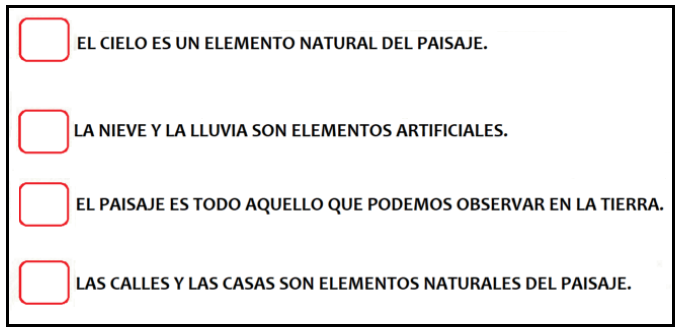 EL CIELO ES UN ELEMENTO NATURAL DEL PAISAJE.
LA NIEVE Y LA LLUVIA SON ELEMENTOS ARTIFICIALES.
EL PAISAJE ES TODO AQUELLO QUE PODEMOS OBSERVAR EN LA TIERRA.
LAS CALLES Y LAS CASAS SON ELEMENTOS NATURALES DEL PAISAJE.